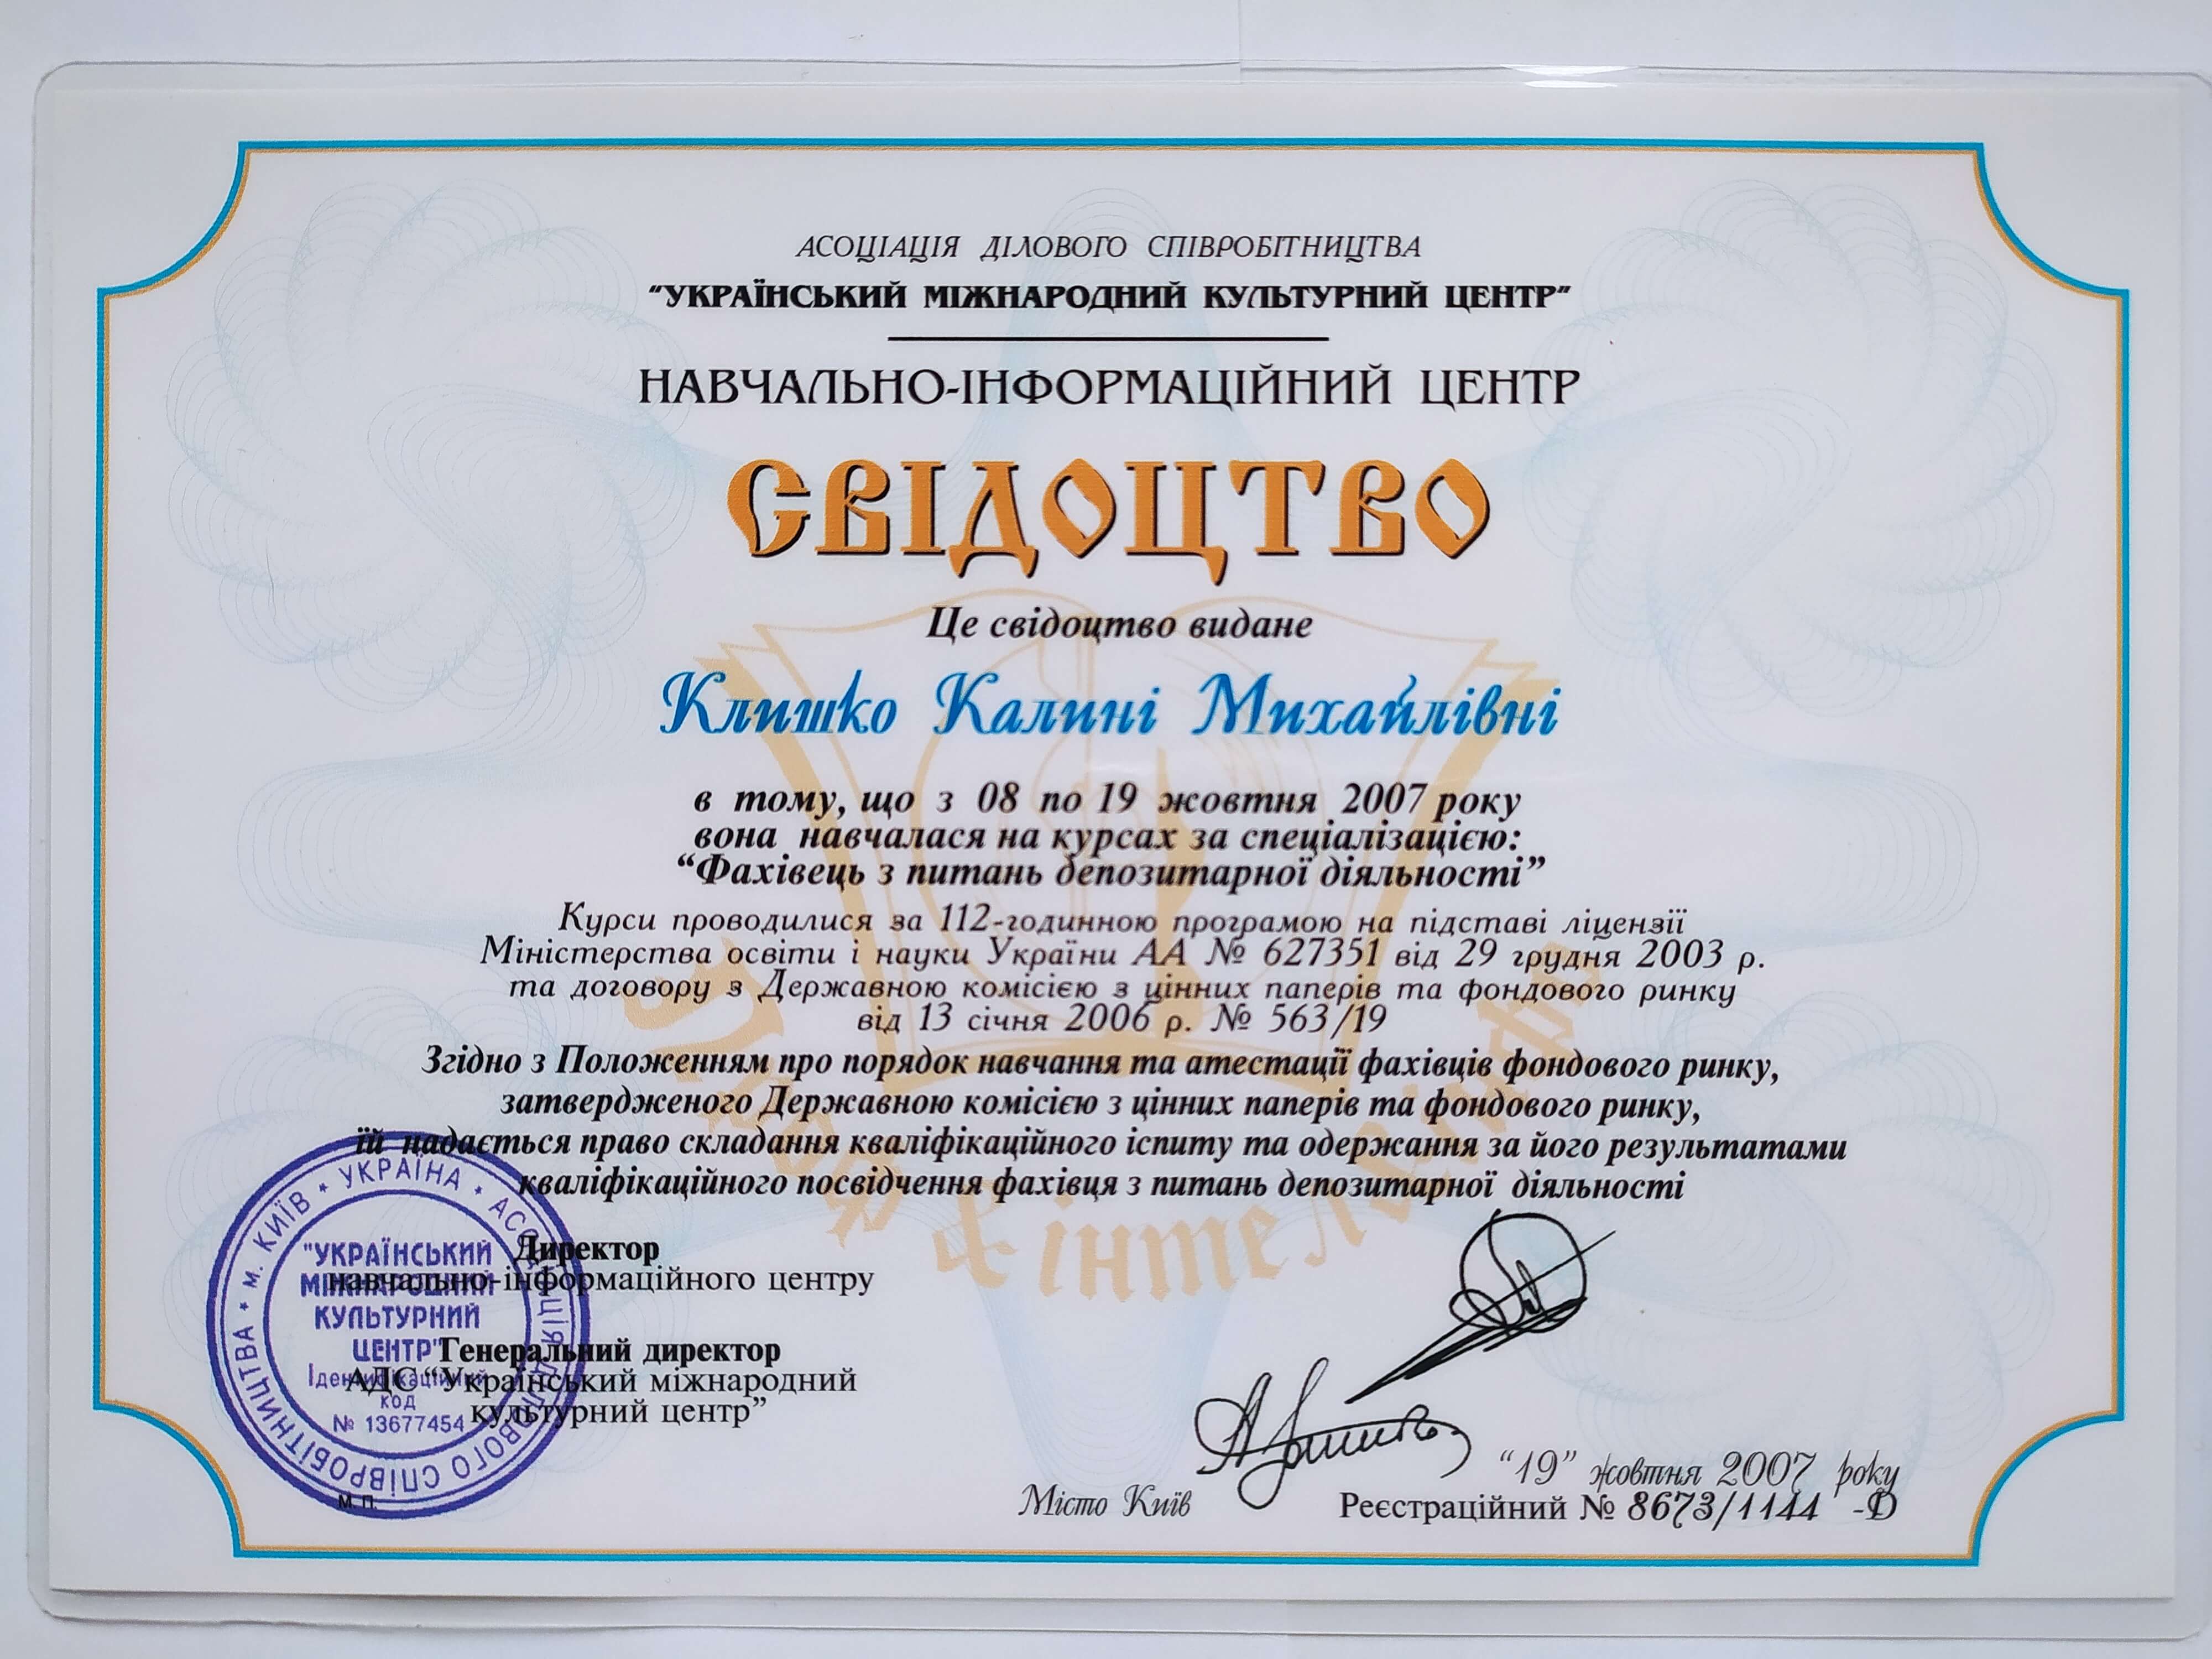 АСОЦІАЦІЯ ДІЛОВОГО СПІВРОБІТНИЦТВА
"УКРАЇНСЬКИЙ МІЖНАРОДНИЙ КУЛЬТУРНИЙ ЦЕНТР"
НАВЧАЛЬНО-ІНФОРМАЦІЙНИЙ ЦЕНТР
СВІДОЦТВО
Це свідоцтво видане
Клишко Калині Михайлівні
в тому, що з 08 по 19 жовтня 2007 року
вона навчалася на курсах за спеціалізацією:
“Фахівець з питань депозитарної діяльності”
Курси проводилися за 112-годинною програмою на підставі ліцензії
Міністерства освіти і науки України АА № 627351 від 29 грудня 2003 р.
та договору з Державною комісією з цінних паперів та фондового ринку
від 13 січня 2006 р. № 563/19
Згідно з Положенням про порядок навчання та атестації фахівців фондового ринку,
затвердженого Державною комісією з цінних паперів та фондового ринку,
їй надається право складання кваліфікаційного іспиту та одержання за його результатами
кваліфікаційного посвідчення фахівця з питань депозитарної діяльності
Директор
навчально-інформаційного центру
Генеральний директор
АДС “Український міжнародний
культурний центр”
м. п.
УКРАЇНА * АСОЦІАЦІЯ ДІЛОВОГО СПІВРОБІТНИЦТВА * м. КИЇВ *
"УКРАЇНСЬКИЙ
МІЖНАРОДНИЙ
КУЛЬТУРНИЙ
ЦЕНТР"
Ідентифікаційний
код
№ 13677454
“19” жовтня 2007 року
Місто Київ
Реєстраційний № 8673/1144 -Д